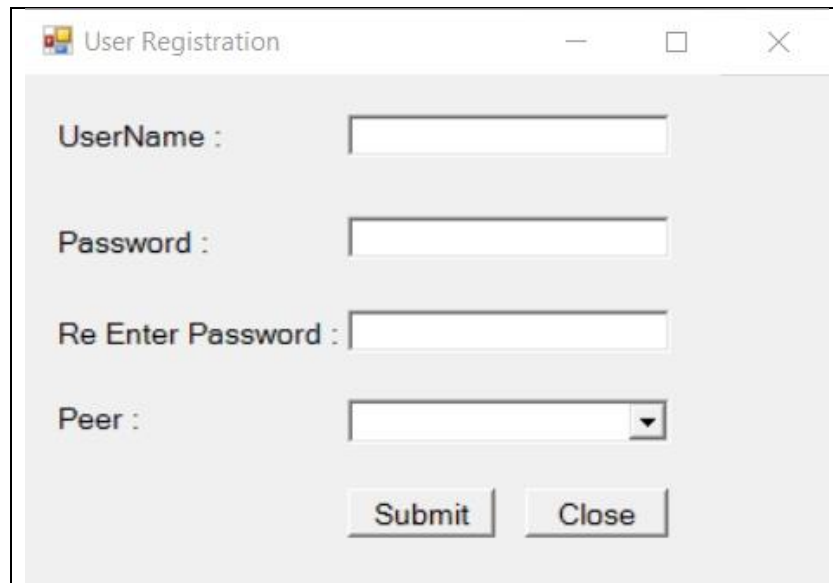 User Registration
UserName :
Password :
Re Enter Password :
Peer :
Submit Close